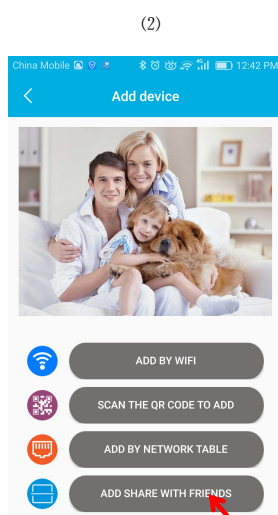 (2)
China Mobile 4G 12:42 PM
Add device
ADD BY WIFI
SCAN THE QR CODE TO ADD
ADD BY NETWORK TABLE
ADD SHARE WITH FRIENDS